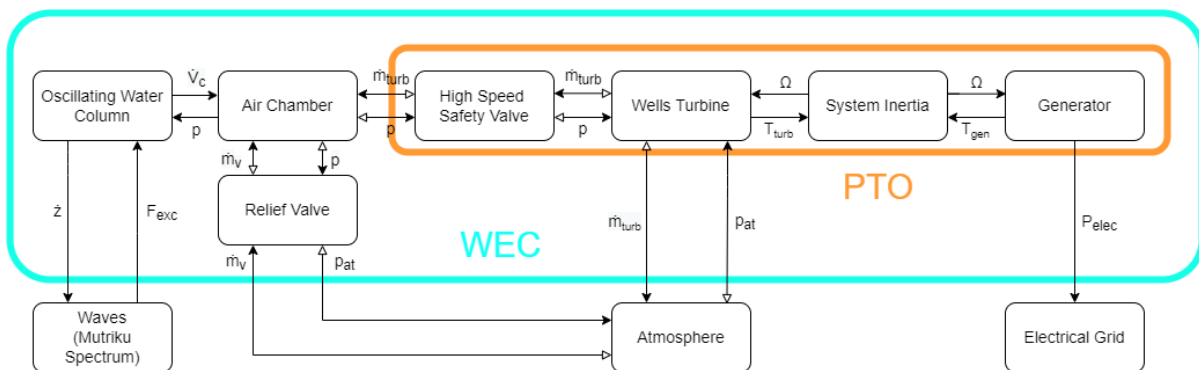 V̇c
ṁturb
ṁturb
Ω
Ω
Oscillating Water
Column
Air Chamber
High Speed
Safety Valve
Wells Turbine
System Inertia
Generator
p
p
p
Tturb
Tgen
ṁv
p
PTO
ż
Fexc
Relief Valve
WEC
ṁturb
pat
Pelec
ṁv
pat
Waves
(Mutriku
Spectrum)
Atmosphere
Electrical Grid